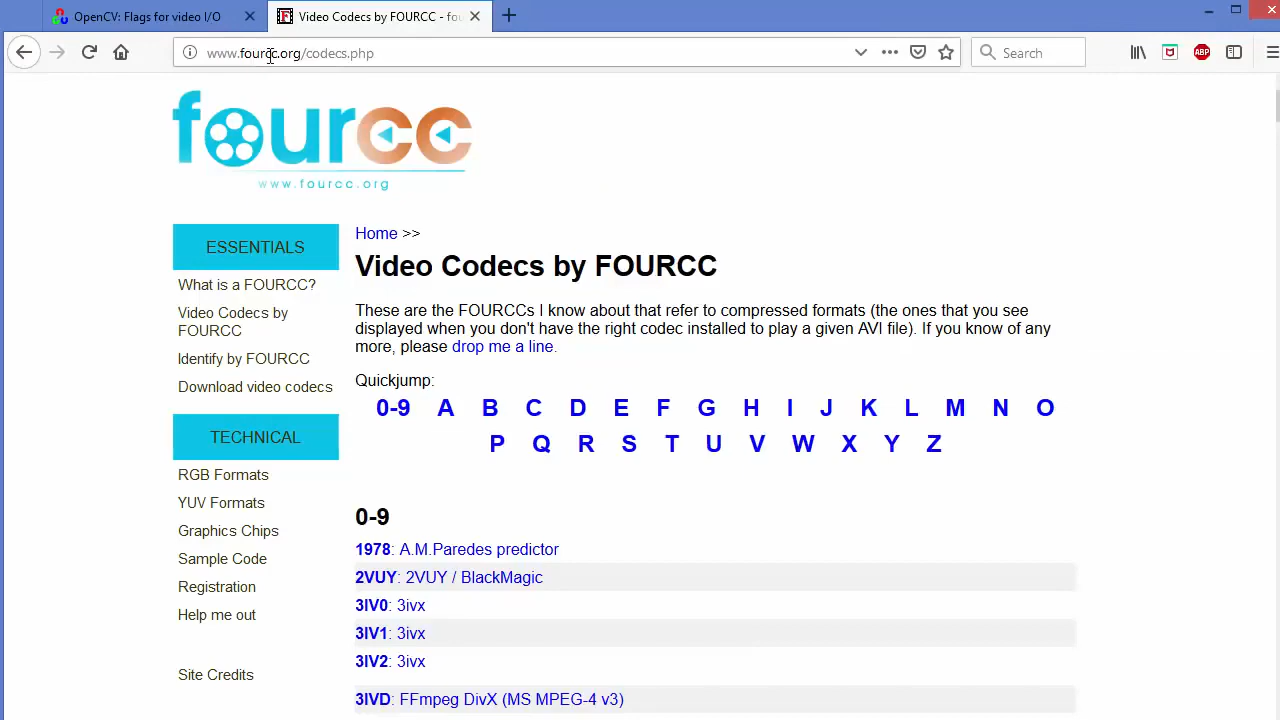 OpenCV: Flags for video I/O
Video Codecs by FOURCC - fou
www.fourcc.org/codecs.php
Search
ABP
fourcc
www.fourcc.org
ESSENTIALS
What is a FOURCC?
Video Codecs by
FOURCC
Identify by FOURCC
Download video codecs
TECHNICAL
RGB Formats
YUV Formats
Graphics Chips
Sample Code
Registration
Help me out
Site Credits
Home >>
Video Codecs by FOURCC
These are the FOURCCs I know about that refer to compressed formats (the ones that you see
displayed when you don't have the right codec installed to play a given AVI file). If you know of any
more, please drop me a line.
Quickjump:
0-9 A B C D E F G H I J K L M N O
P Q R S T U V W X Y Z
0-9
1978: A.M.Paredes predictor
2VUY: 2VUY / BlackMagic
3IV0: 3ivx
3IV1: 3ivx
3IV2: 3ivx
3IVD: FFmpeg DivX (MS MPEG-4 v3)